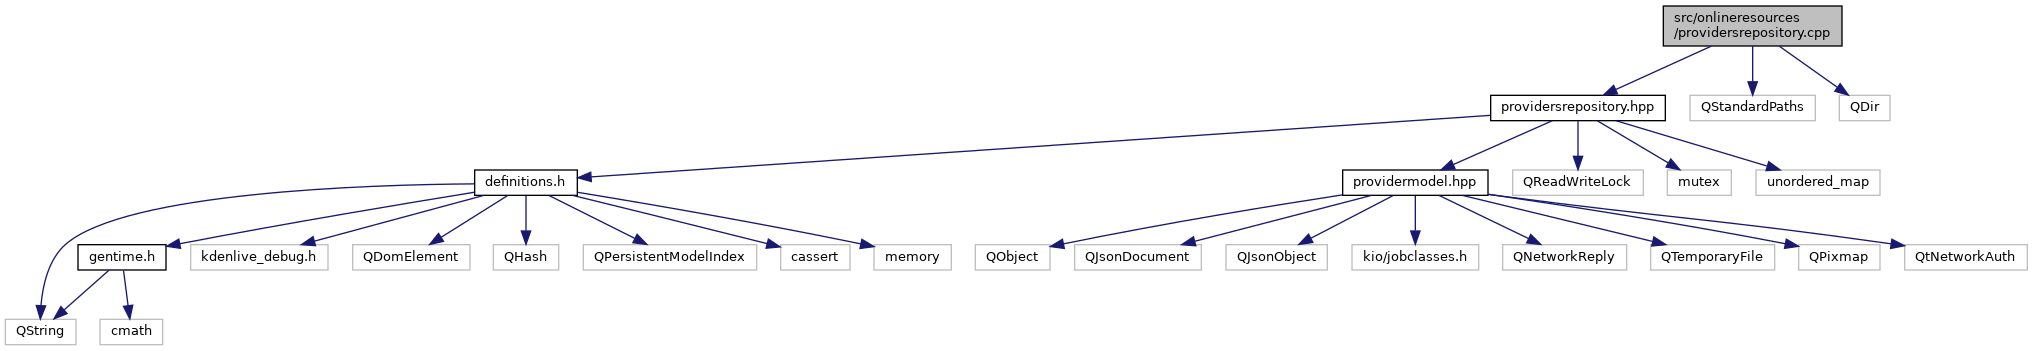 src/onlineresources
/providersrepository.cpp
providersrepository.hpp
QStandardPaths
QDir
definitions.h
providermodel.hpp
QReadWriteLock
mutex
unordered_map
gentime.h
kdenlive_debug.h
QDomElement
QHash
QPersistentModelIndex
cassert
memory
QObject
QJsonDocument
QJsonObject
kio/jobclasses.h
QNetworkReply
QTemporaryFile
QPixmap
QtNetworkAuth
QString
cmath